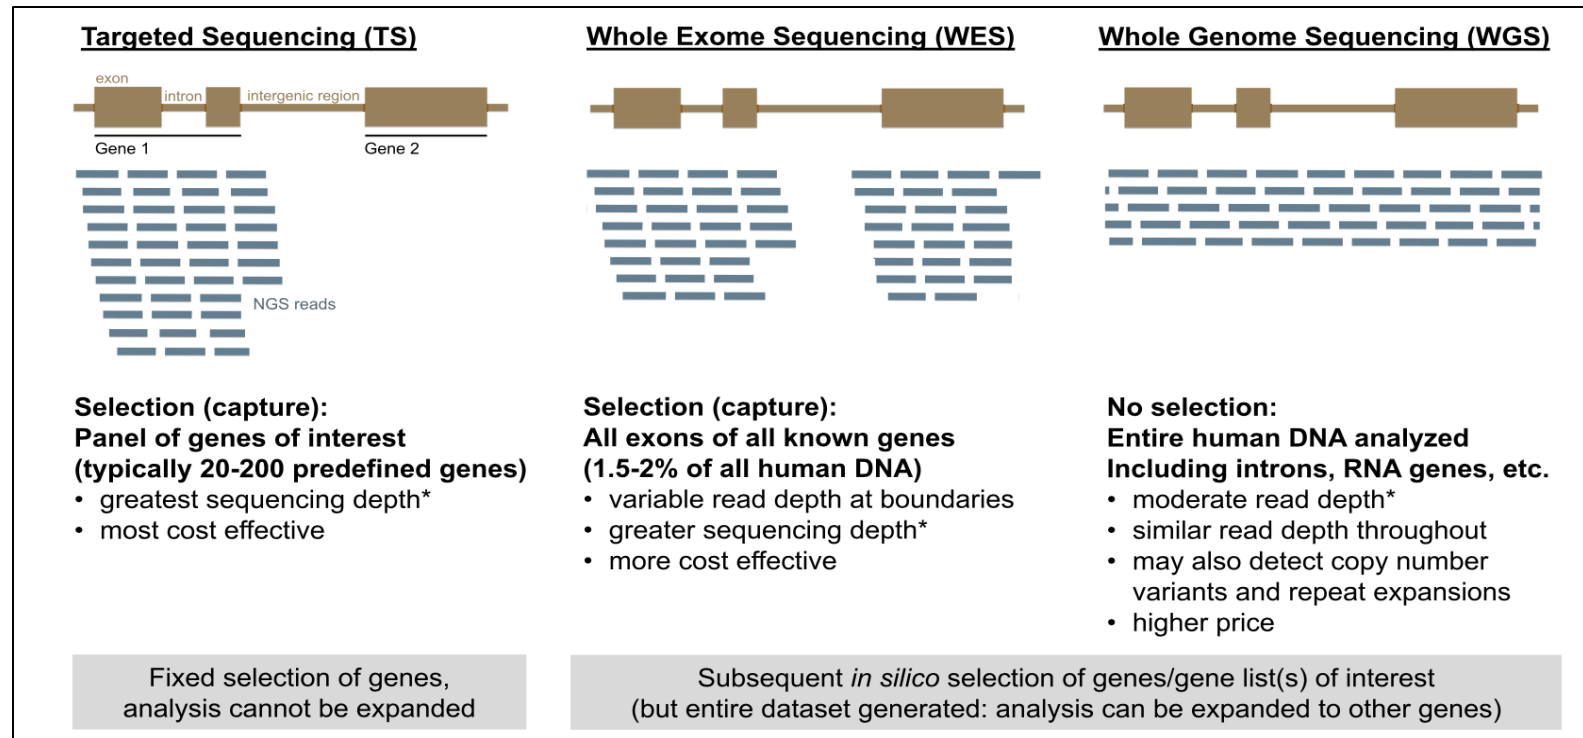 Targeted Sequencing (TS)
exon
intron
intergenic region
Gene 1
Gene 2
NGS reads
Selection (capture):
Panel of genes of interest
(typically 20-200 predefined genes)
• greatest sequencing depth*
• most cost effective
Fixed selection of genes,
analysis cannot be expanded
Whole Exome Sequencing (WES)
Selection (capture):
All exons of all known genes
(1.5-2% of all human DNA)
• variable read depth at boundaries
• greater sequencing depth*
• more cost effective
Whole Genome Sequencing (WGS)
No selection:
Entire human DNA analyzed
Including introns, RNA genes, etc.
• moderate read depth*
• similar read depth throughout
• may also detect copy number
variants and repeat expansions
• higher price
Subsequent in silico selection of genes/gene list(s) of interest
(but entire dataset generated: analysis can be expanded to other genes)